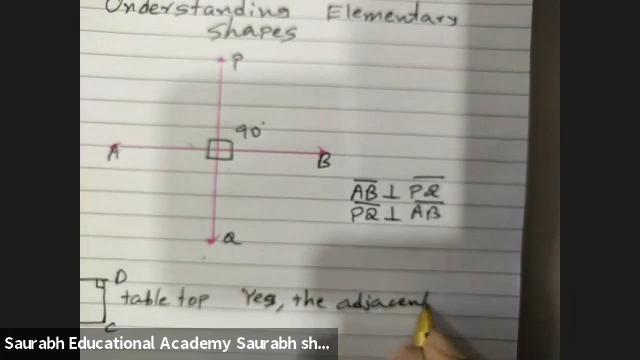 Understanding Elementary
shapes
P
90°
A
B
AB ⊥ PQ
PQ ⊥ AB
Q
D
table top Yes, the adjacent
C
Saurabh Educational Academy Saurabh sh...